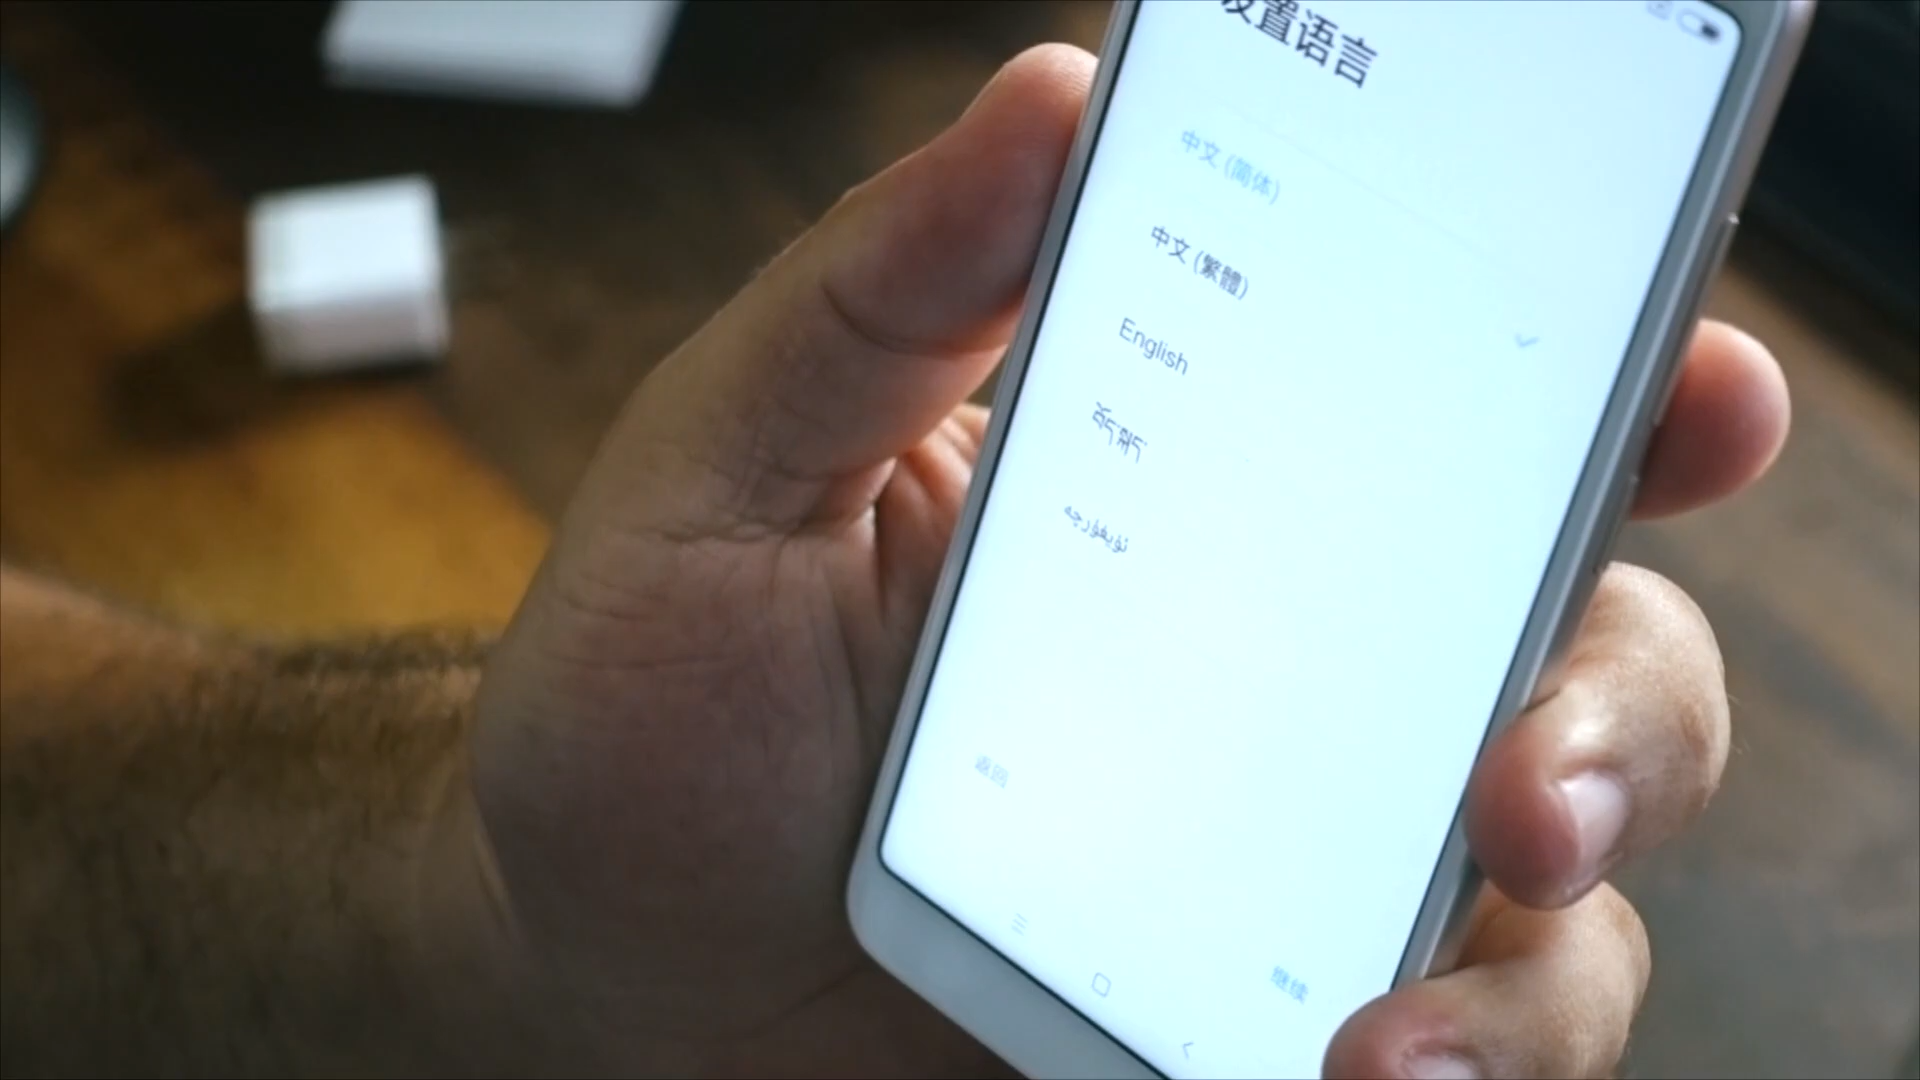 设置语言
中文 (简体)
中文 (繁體)
English
བོད་སྐད་
ئۇيغۇرچە
返回
继续